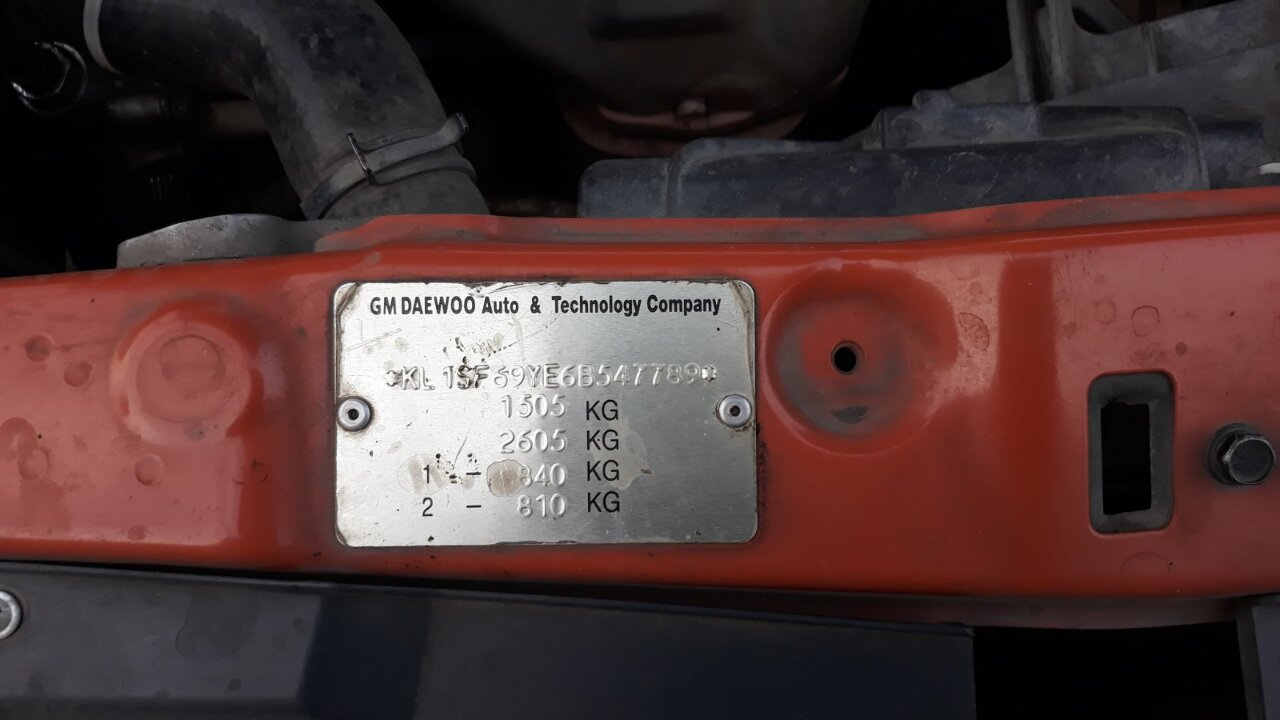 GM DAEWOO Auto & Technology Company
*KL1SF69YE6B547789*
1505 KG
2605 KG
1 - 840 KG
2 - 810 KG